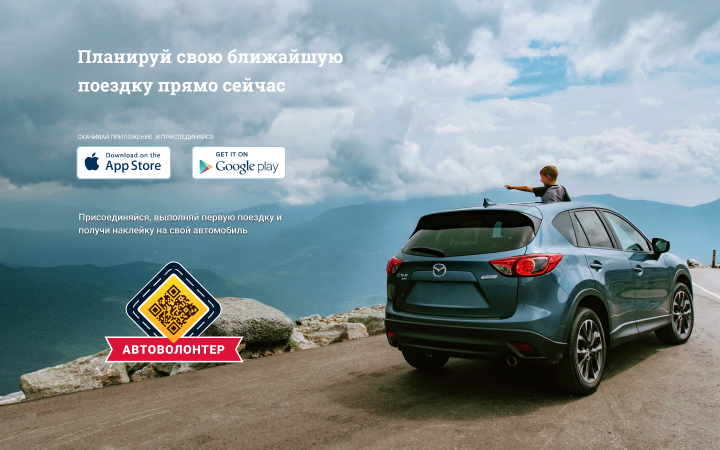 Планируй свою ближайшую
поездку прямо сейчас
СКАЧИВАЙ ПРИЛОЖЕНИЕ И ПРИСОЕДИНЯЙСЯ
Download on the
App Store
GET IT ON
Google play
Присоединяйся, выполняй первую поездку и
получи наклейку на свой автомобиль
АВТОВОЛОНТЕР